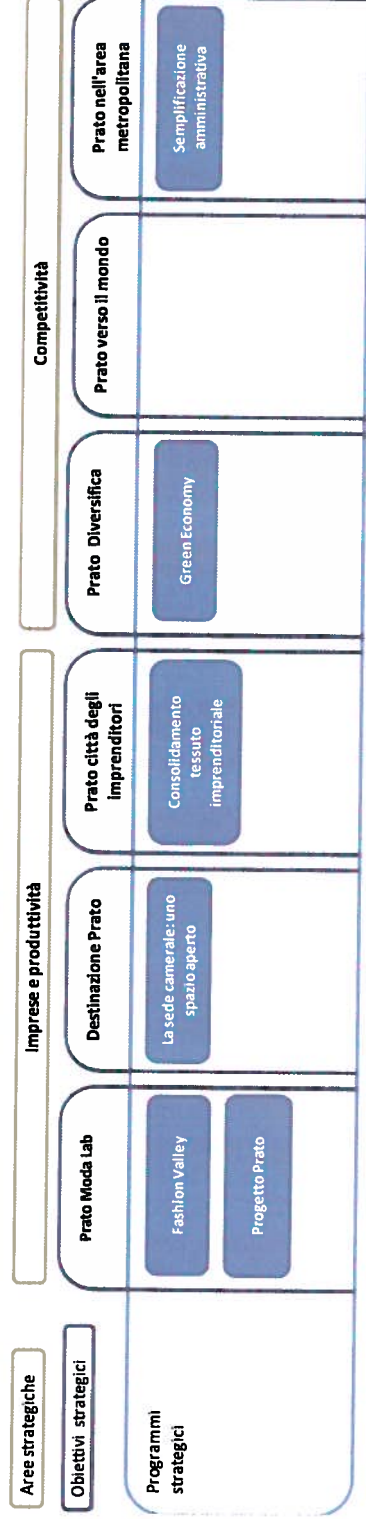 Aree strategiche
Imprese e produttività
Competitività
Obiettivi strategici
Prato Moda Lab
Destinazione Prato
Prato città degli
imprenditori
Prato Diversifica
Prato verso il mondo
Prato nell'area
metropolitana
Programmi
strategici
Fashion Valley
Progetto Prato
La sede camerale: uno
spazio aperto
Consolidamento
tessuto
imprenditoriale
Green Economy
Semplificazione
amministrativa